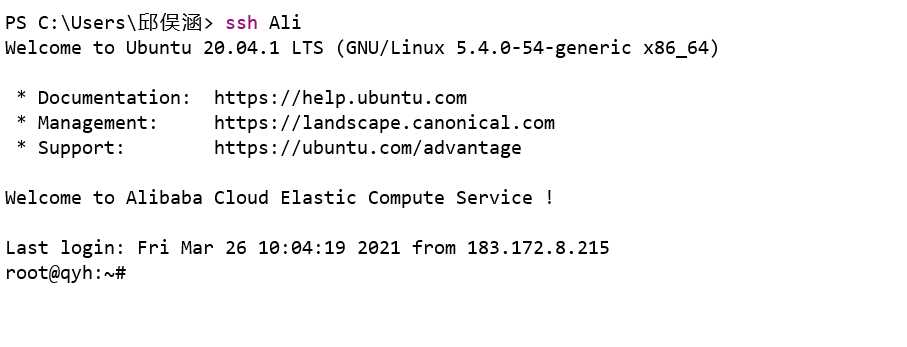 PS C:\Users\邱俣涵> ssh Ali
Welcome to Ubuntu 20.04.1 LTS (GNU/Linux 5.4.0-54-generic x86_64)
* Documentation:  https://help.ubuntu.com
* Management:     https://landscape.canonical.com
* Support:        https://ubuntu.com/advantage
Welcome to Alibaba Cloud Elastic Compute Service !
Last login: Fri Mar 26 10:04:19 2021 from 183.172.8.215
root@qyh:~#